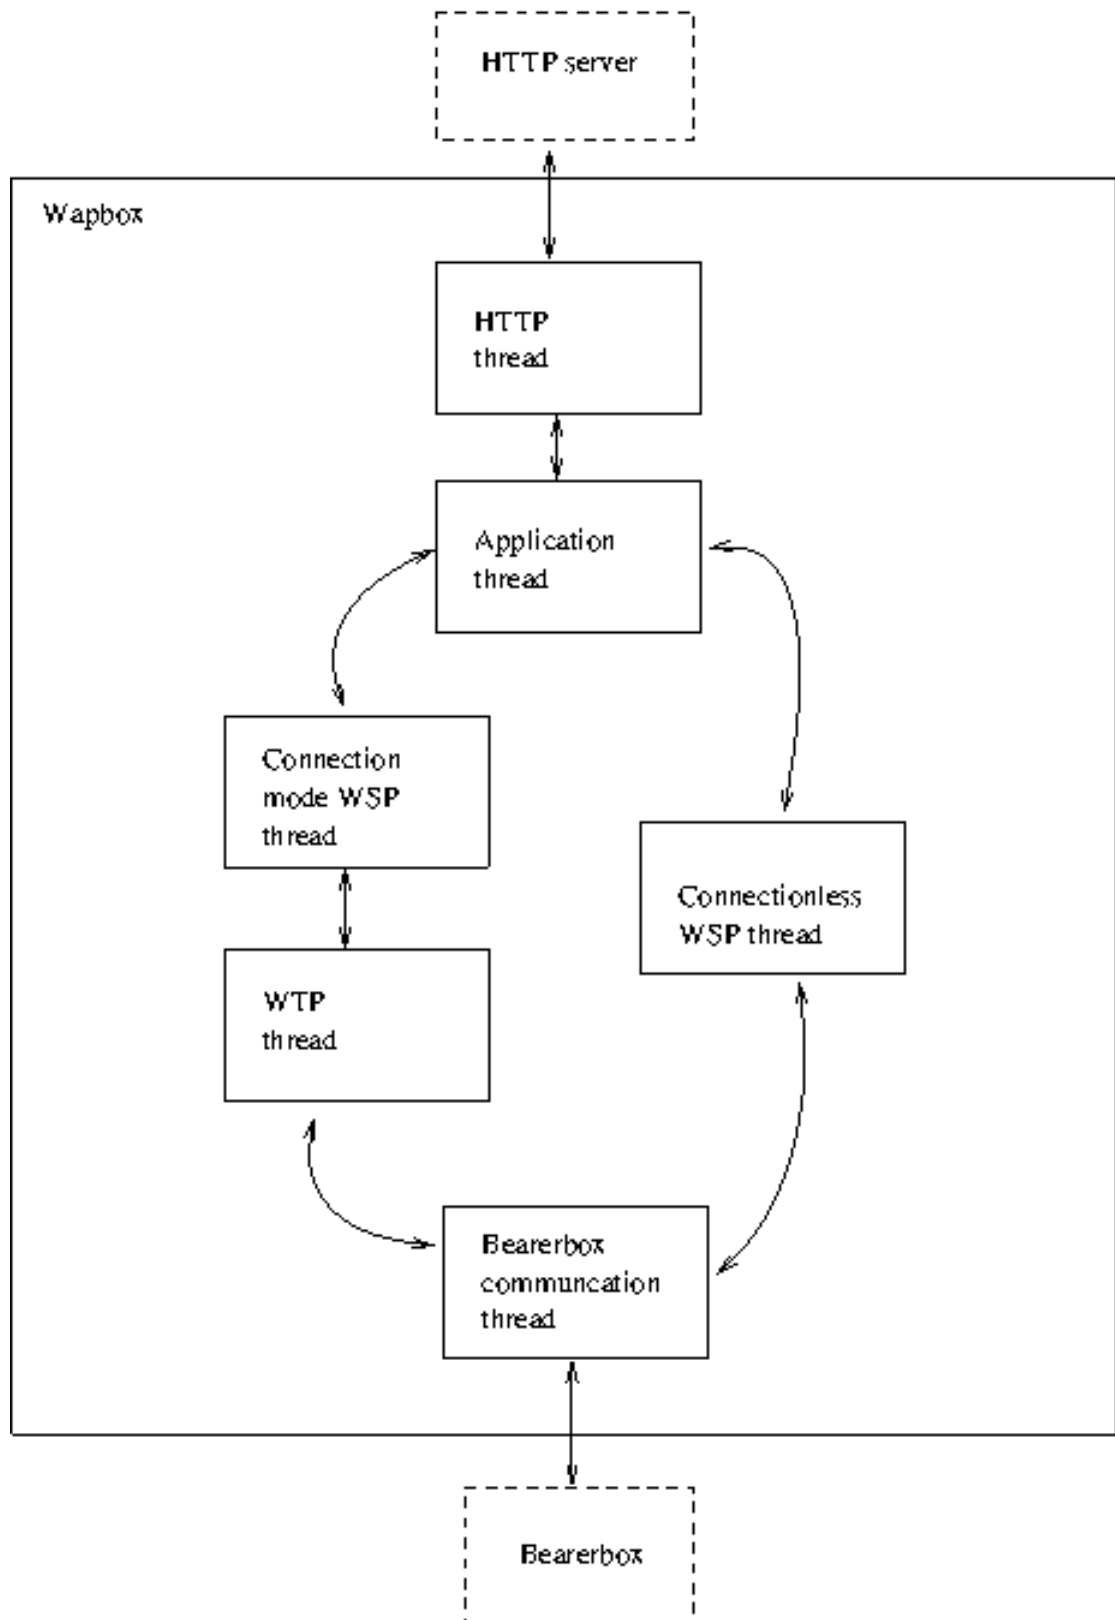 HTTP server
Wapbox
HTTP
thread
Application
thread
Connection
mode WSP
thread
Connectionless
WSP thread
WTP
thread
Bearerbox
communcation
thread
Bearerbox